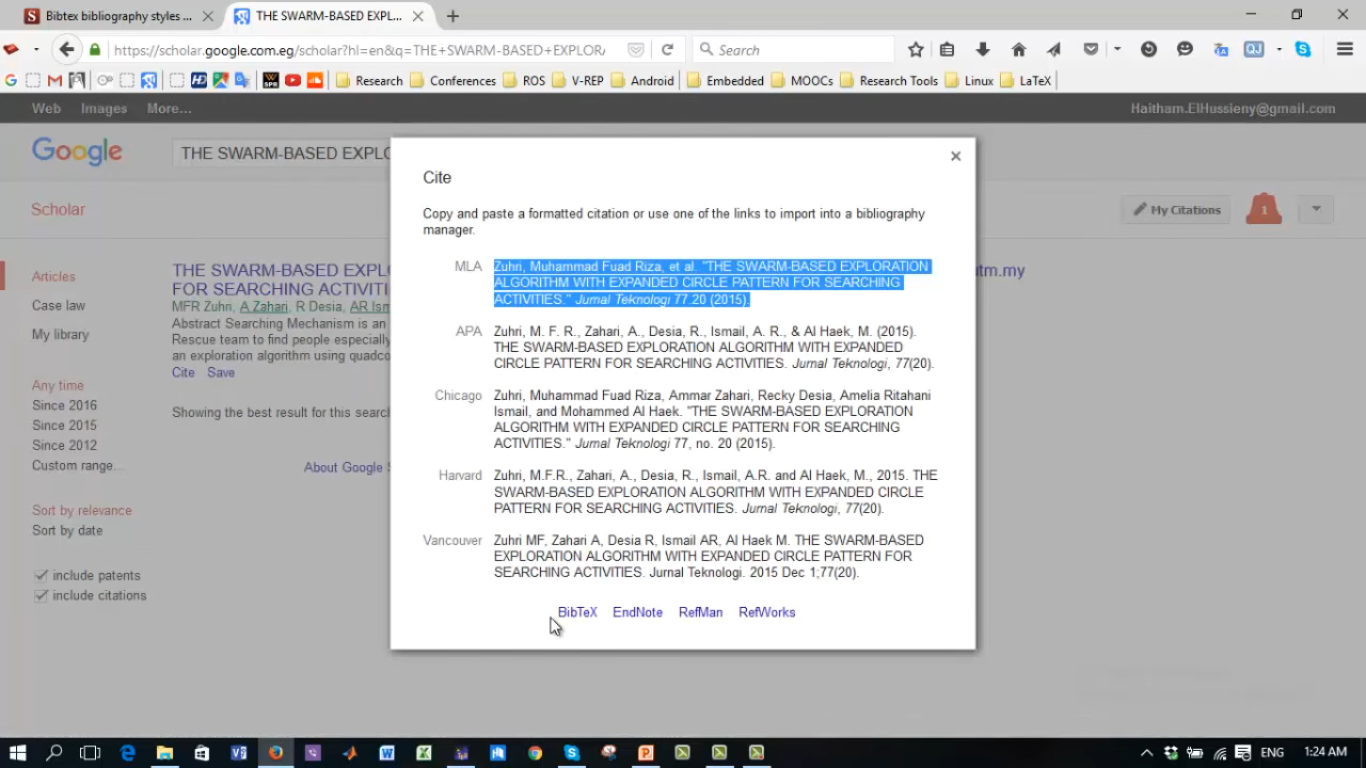 Bibtex bibliography styles ...
THE SWARM-BASED EXPL...
https://scholar.google.com.eg/scholar?hl=en&q=THE+SWARM-BASED+EXPLOR
Search
Research
Conferences
ROS
V-REP
Android
Embedded
MOOCs
Research Tools
Linux
LaTeX
Web Images More...
Haitham.ElHussieny@gmail.com
Google
THE SWARM-BASED EXPLO
Scholar
My Citations
1
Articles
Case law
My library
Any time
Since 2016
Since 2015
Since 2012
Custom range...
Sort by relevance
Sort by date
include patents
include citations
THE SWARM-BASED EXPL
FOR SEARCHING ACTIVITI
MFR Zuhri, A Zahari, R Desia, AR Ism
Abstract Searching Mechanism is an
Rescue team to find people especially
an exploration algorithm using quadco
Cite Save
Showing the best result for this searc
About Google S
utm.my
Cite
Copy and paste a formatted citation or use one of the links to import into a bibliography
manager.
MLA Zuhri, Muhammad Fuad Riza, et al. "THE SWARM-BASED EXPLORATION
ALGORITHM WITH EXPANDED CIRCLE PATTERN FOR SEARCHING
ACTIVITIES." Jurnal Teknologi 77.20 (2015).
APA Zuhri, M. F. R., Zahari, A., Desia, R., Ismail, A. R., & Al Haek, M. (2015).
THE SWARM-BASED EXPLORATION ALGORITHM WITH EXPANDED
CIRCLE PATTERN FOR SEARCHING ACTIVITIES. Jurnal Teknologi, 77(20).
Chicago Zuhri, Muhammad Fuad Riza, Ammar Zahari, Recky Desia, Amelia Ritahani
Ismail, and Mohammed Al Haek. "THE SWARM-BASED EXPLORATION
ALGORITHM WITH EXPANDED CIRCLE PATTERN FOR SEARCHING
ACTIVITIES." Jurnal Teknologi 77, no. 20 (2015).
Harvard Zuhri, M.F.R., Zahari, A., Desia, R., Ismail, A.R. and Al Haek, M., 2015. THE
SWARM-BASED EXPLORATION ALGORITHM WITH EXPANDED CIRCLE
PATTERN FOR SEARCHING ACTIVITIES. Jurnal Teknologi, 77(20).
Vancouver Zuhri MF, Zahari A, Desia R, Ismail AR, Al Haek M. THE SWARM-BASED
EXPLORATION ALGORITHM WITH EXPANDED CIRCLE PATTERN FOR
SEARCHING ACTIVITIES. Jurnal Teknologi. 2015 Dec 1;77(20).
BibTeX EndNote RefMan RefWorks
ENG
1:24 AM